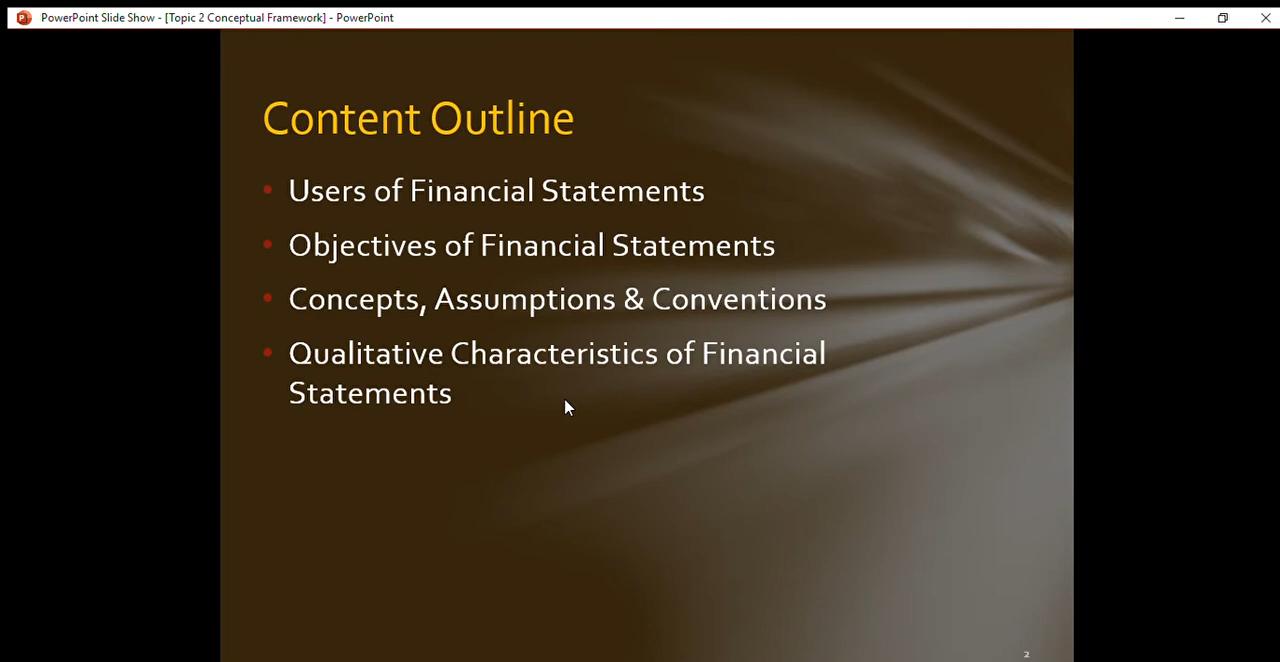 PowerPoint Slide Show - [Topic 2 Conceptual Framework] - PowerPoint
Content Outline
• Users of Financial Statements
• Objectives of Financial Statements
• Concepts, Assumptions & Conventions
• Qualitative Characteristics of Financial
Statements
2